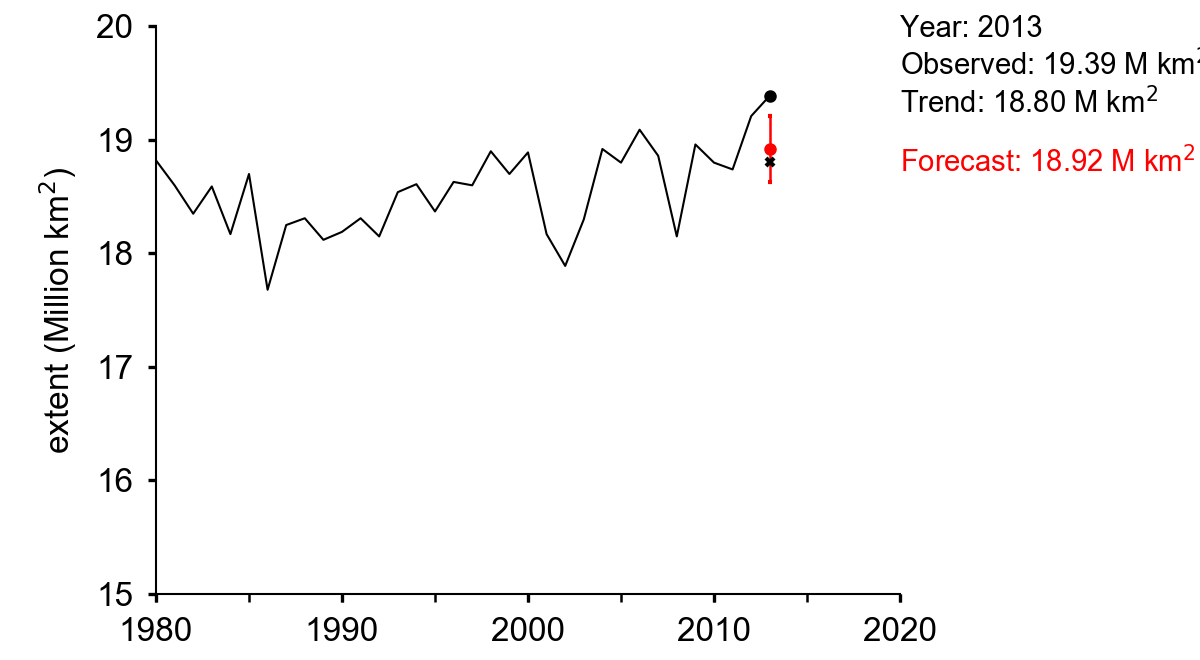 Year: 2013
Observed: 19.39 M km²
Trend: 18.80 M km²
Forecast: 18.92 M km²
extent (Million km²)
20
19
18
17
16
15
1980 1990 2000 2010 2020